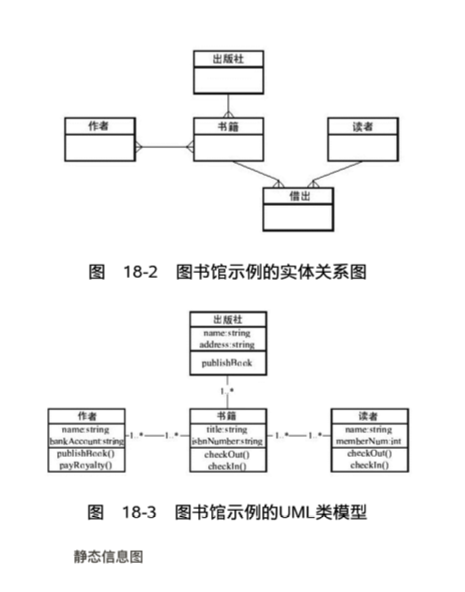 出版社
作者
书籍
读者
借出
图 18-2 图书馆示例的实体关系图
出版社
name:string
address:string
publishBook
1..*
作者
name:string
bankAccount:string
publishBook()
payRoyalty()
1..*
1..*
书籍
title:string
isbnNumber:string
checkOut()
checkIn()
1..*
1..*
读者
name:string
memberNum:int
checkOut()
checkIn()
图 18-3 图书馆示例的UML类模型
静态信息图